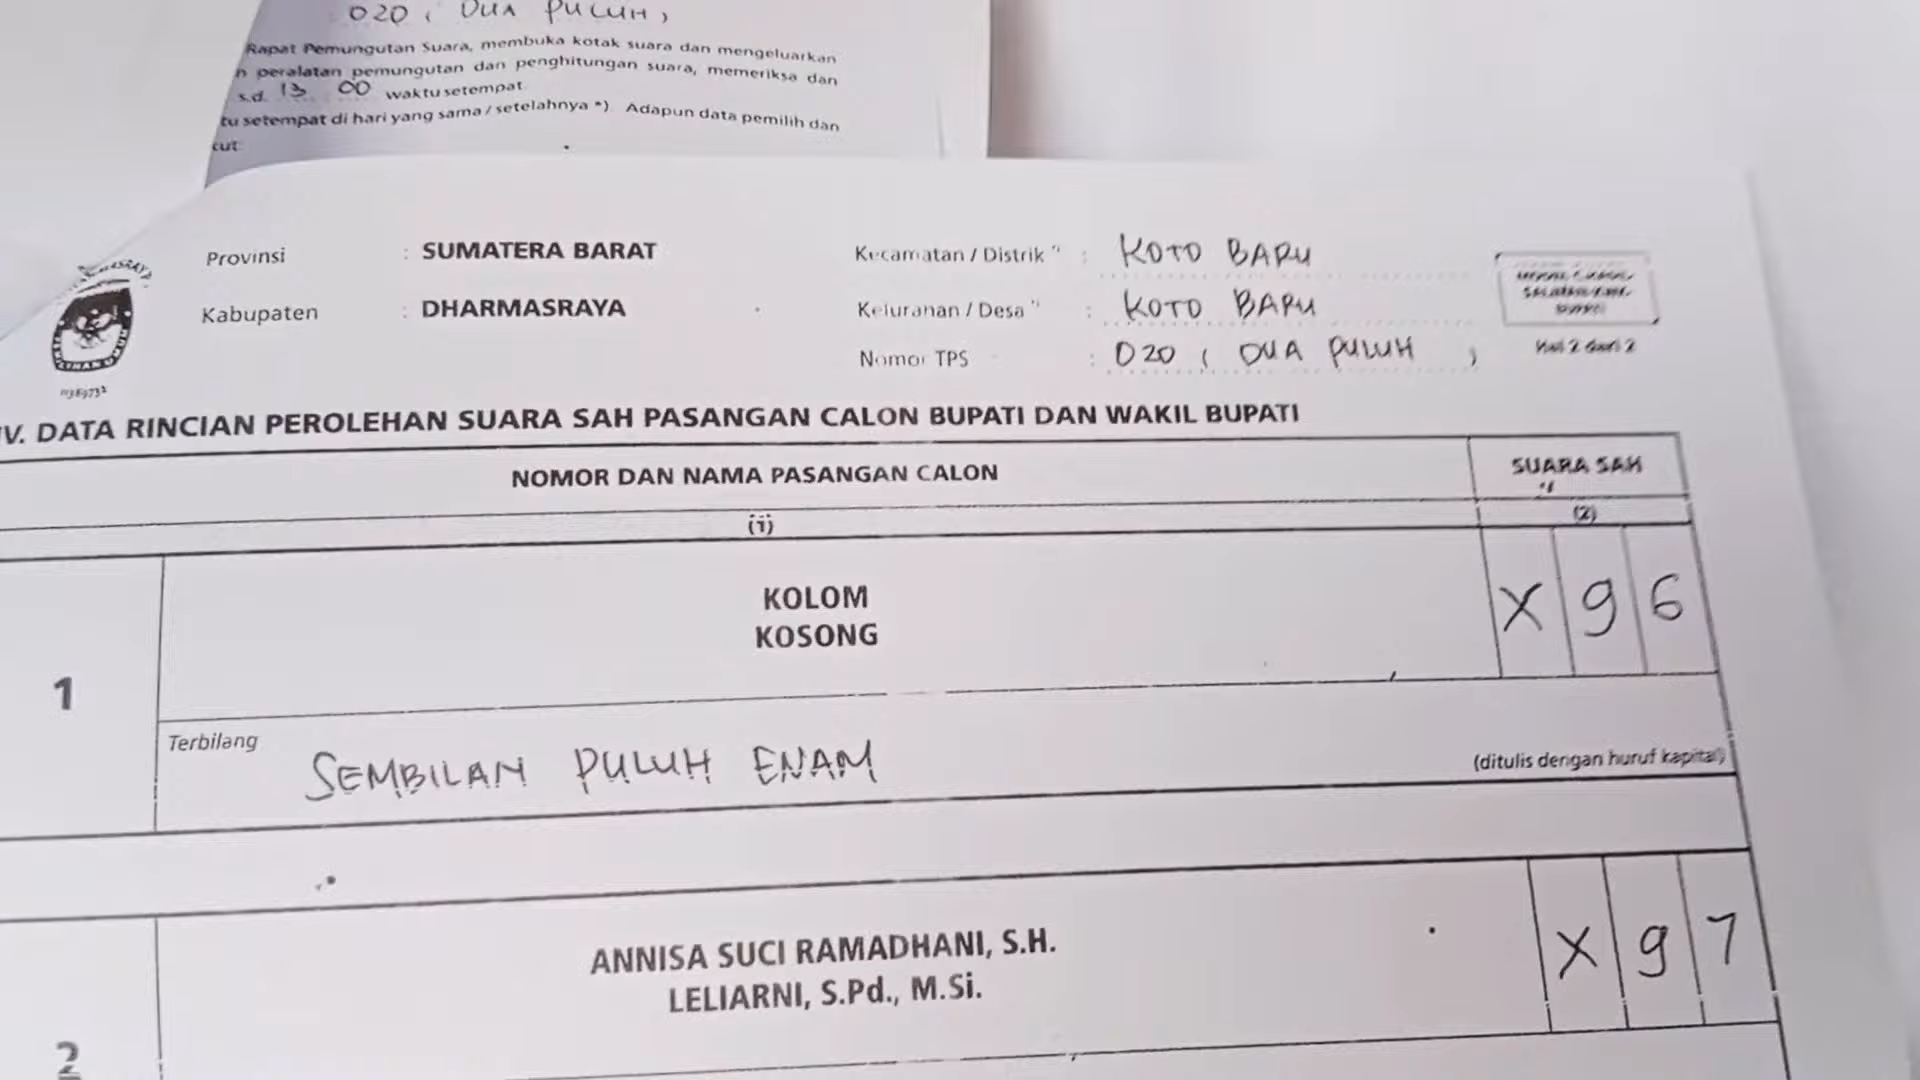 020 ( DUA PULUH )
Rapat Pemungutan Suara, membuka kotak suara dan mengeluarkan
n peralatan pemungutan dan penghitungan suara, memeriksa dan
s.d. 13 00 waktu setempat
tu setempat di hari yang sama / setelahnya *). Adapun data pemilih dan
kut
Provinsi : SUMATERA BARAT
Kabupaten : DHARMASRAYA
Kecamatan / Distrik *) : KOTO BARU
Kelurahan / Desa *) : KOTO BARU
Nomor TPS : 020 ( DUA PULUH )
Hal 2 dari 2
IV. DATA RINCIAN PEROLEHAN SUARA SAH PASANGAN CALON BUPATI DAN WAKIL BUPATI
NOMOR DAN NAMA PASANGAN CALON
SUARA SAH
(1)
(2)
1
KOLOM
KOSONG
X 9 6
Terbilang
SEMBILAN PULUH ENAM
(ditulis dengan huruf kapital)
2
ANNISA SUCI RAMADHANI, S.H.
LELIARNI, S.Pd., M.Si.
X 9 7